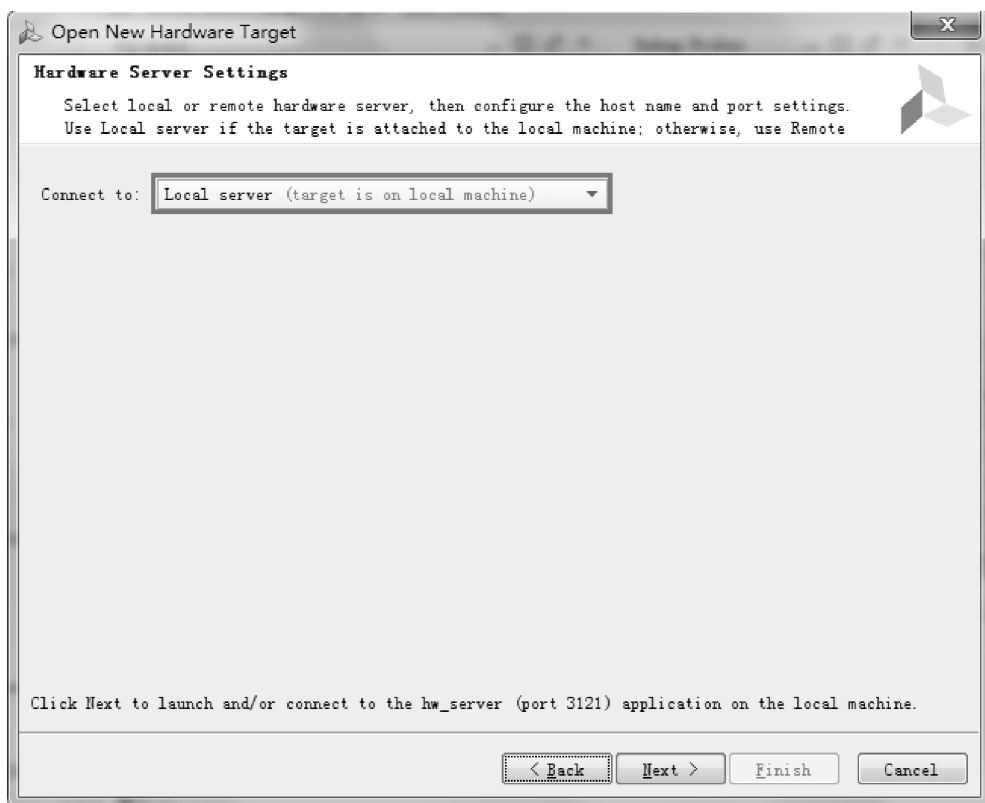 Open New Hardware Target
Hardware Server Settings
Select local or remote hardware server, then configure the host name and port settings.
Use Local server if the target is attached to the local machine; otherwise, use Remote
Connect to: Local server (target is on local machine)
Click Next to launch and/or connect to the hw_server (port 3121) application on the local machine.
< Back Next > Finish Cancel